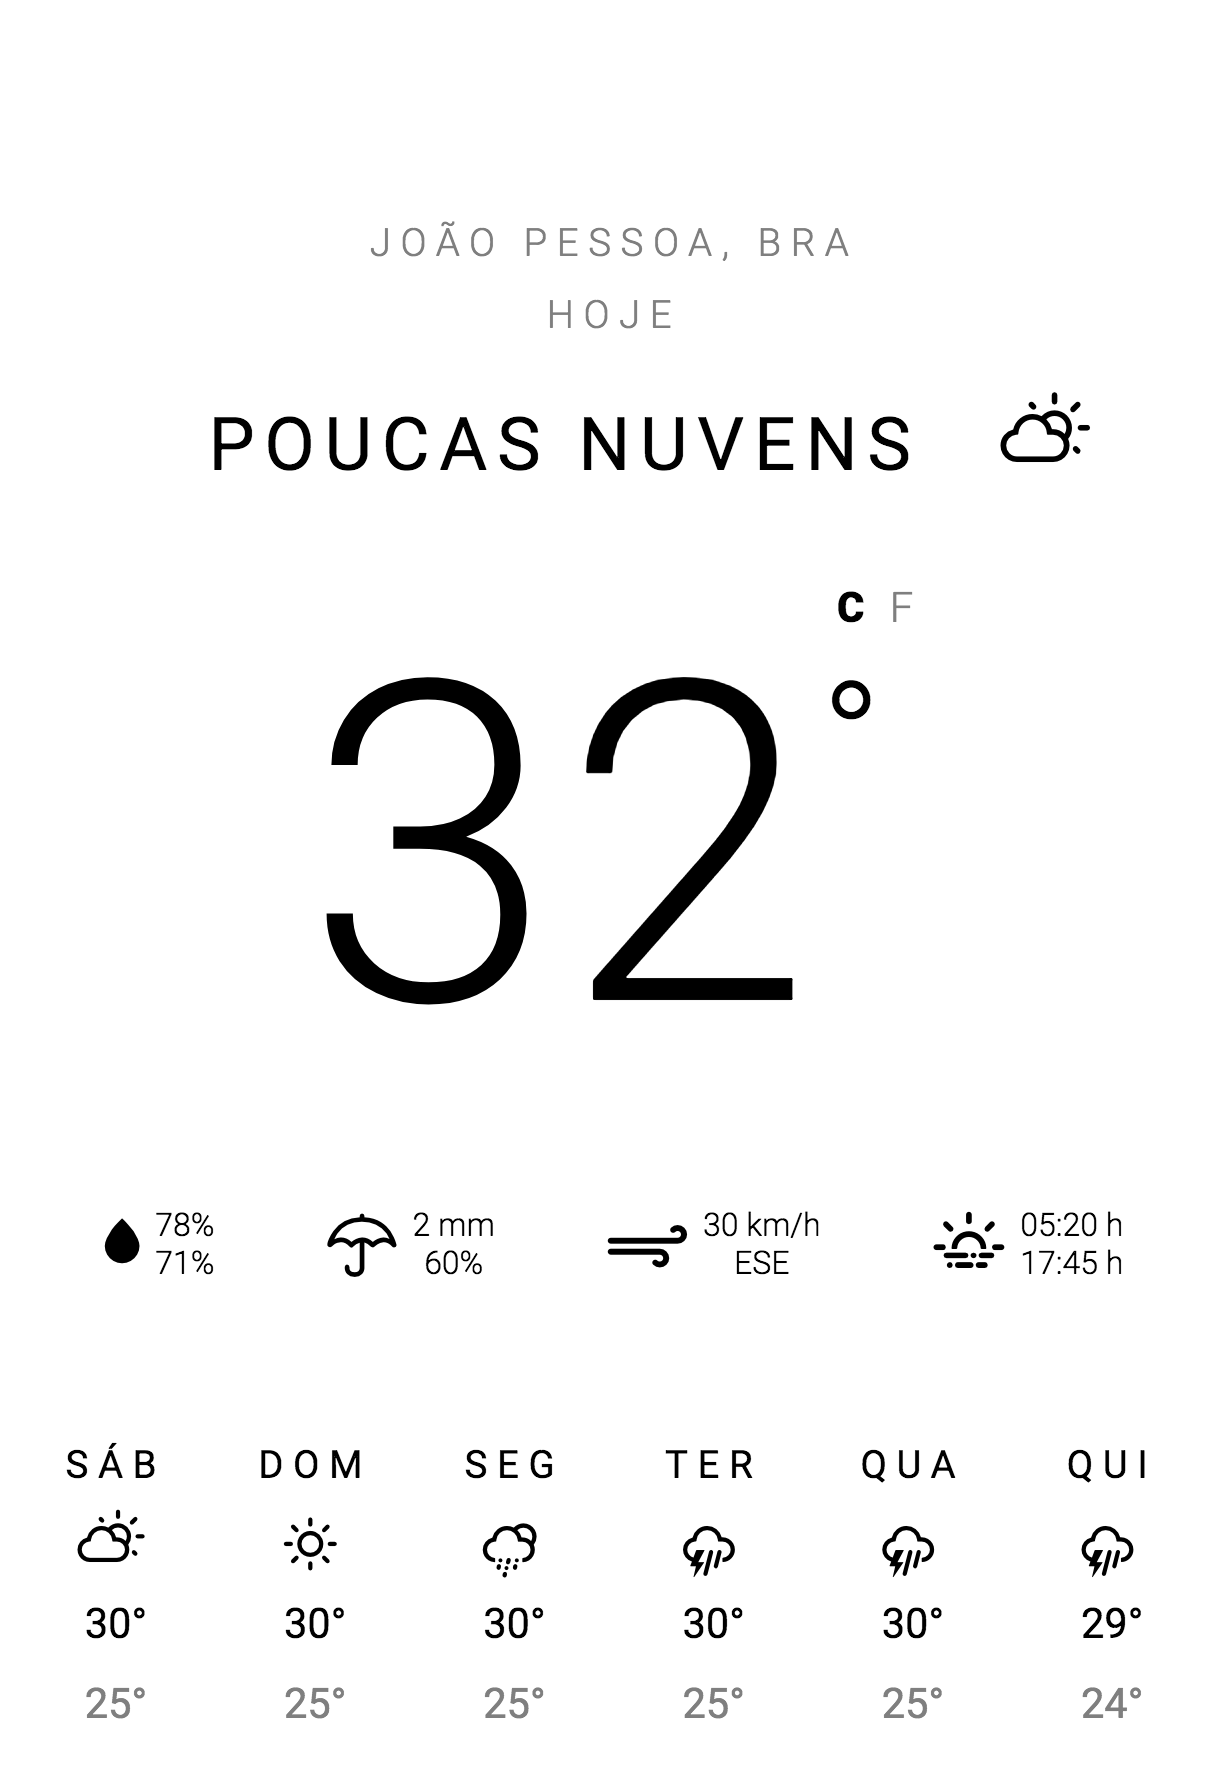 JOÃO PESSOA, BRA
HOJE
POUCAS NUVENS
C F
32°
78%
71%
2 mm
60%
30 km/h
ESE
05:20 h
17:45 h
SÁB DOM SEG TER QUA QUI
30° 30° 30° 30° 30° 29°
25° 25° 25° 25° 25° 24°